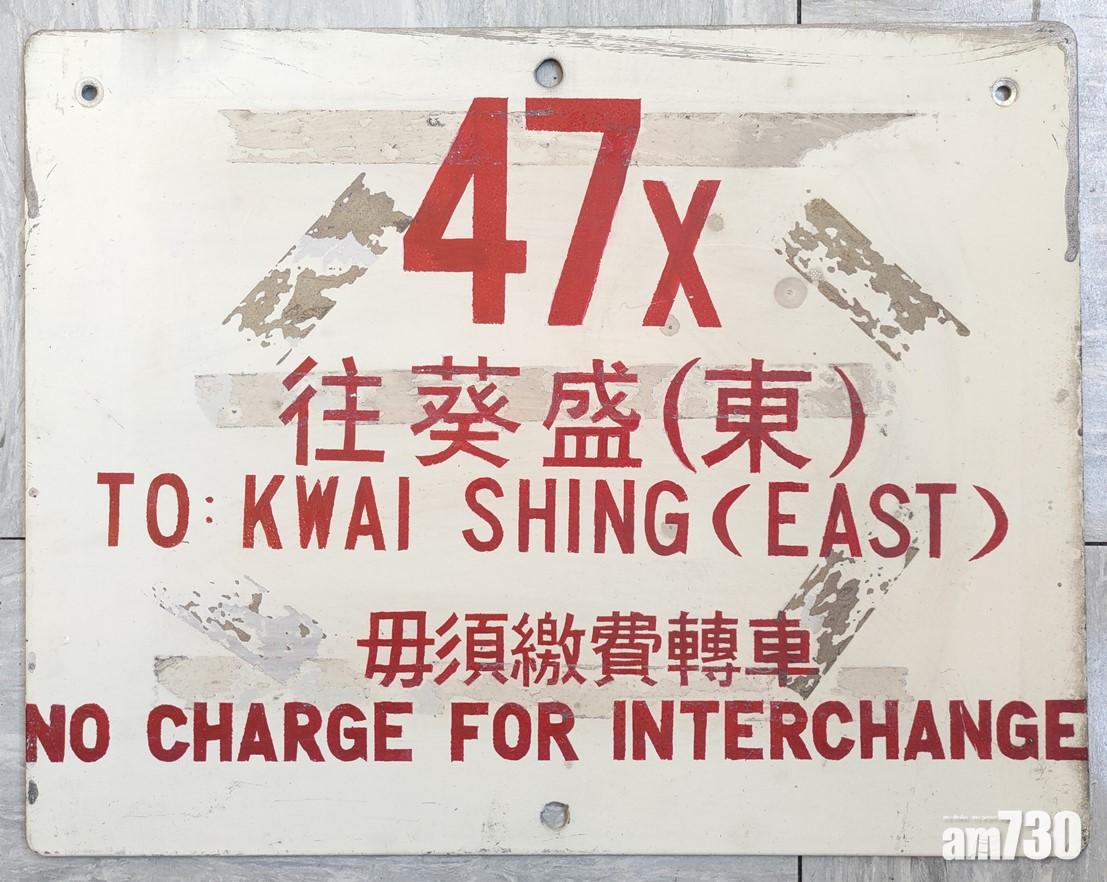 47X
往葵盛(東)
TO: KWAI SHING (EAST)
毋須繳費轉車
NO CHARGE FOR INTERCHANGE
am730